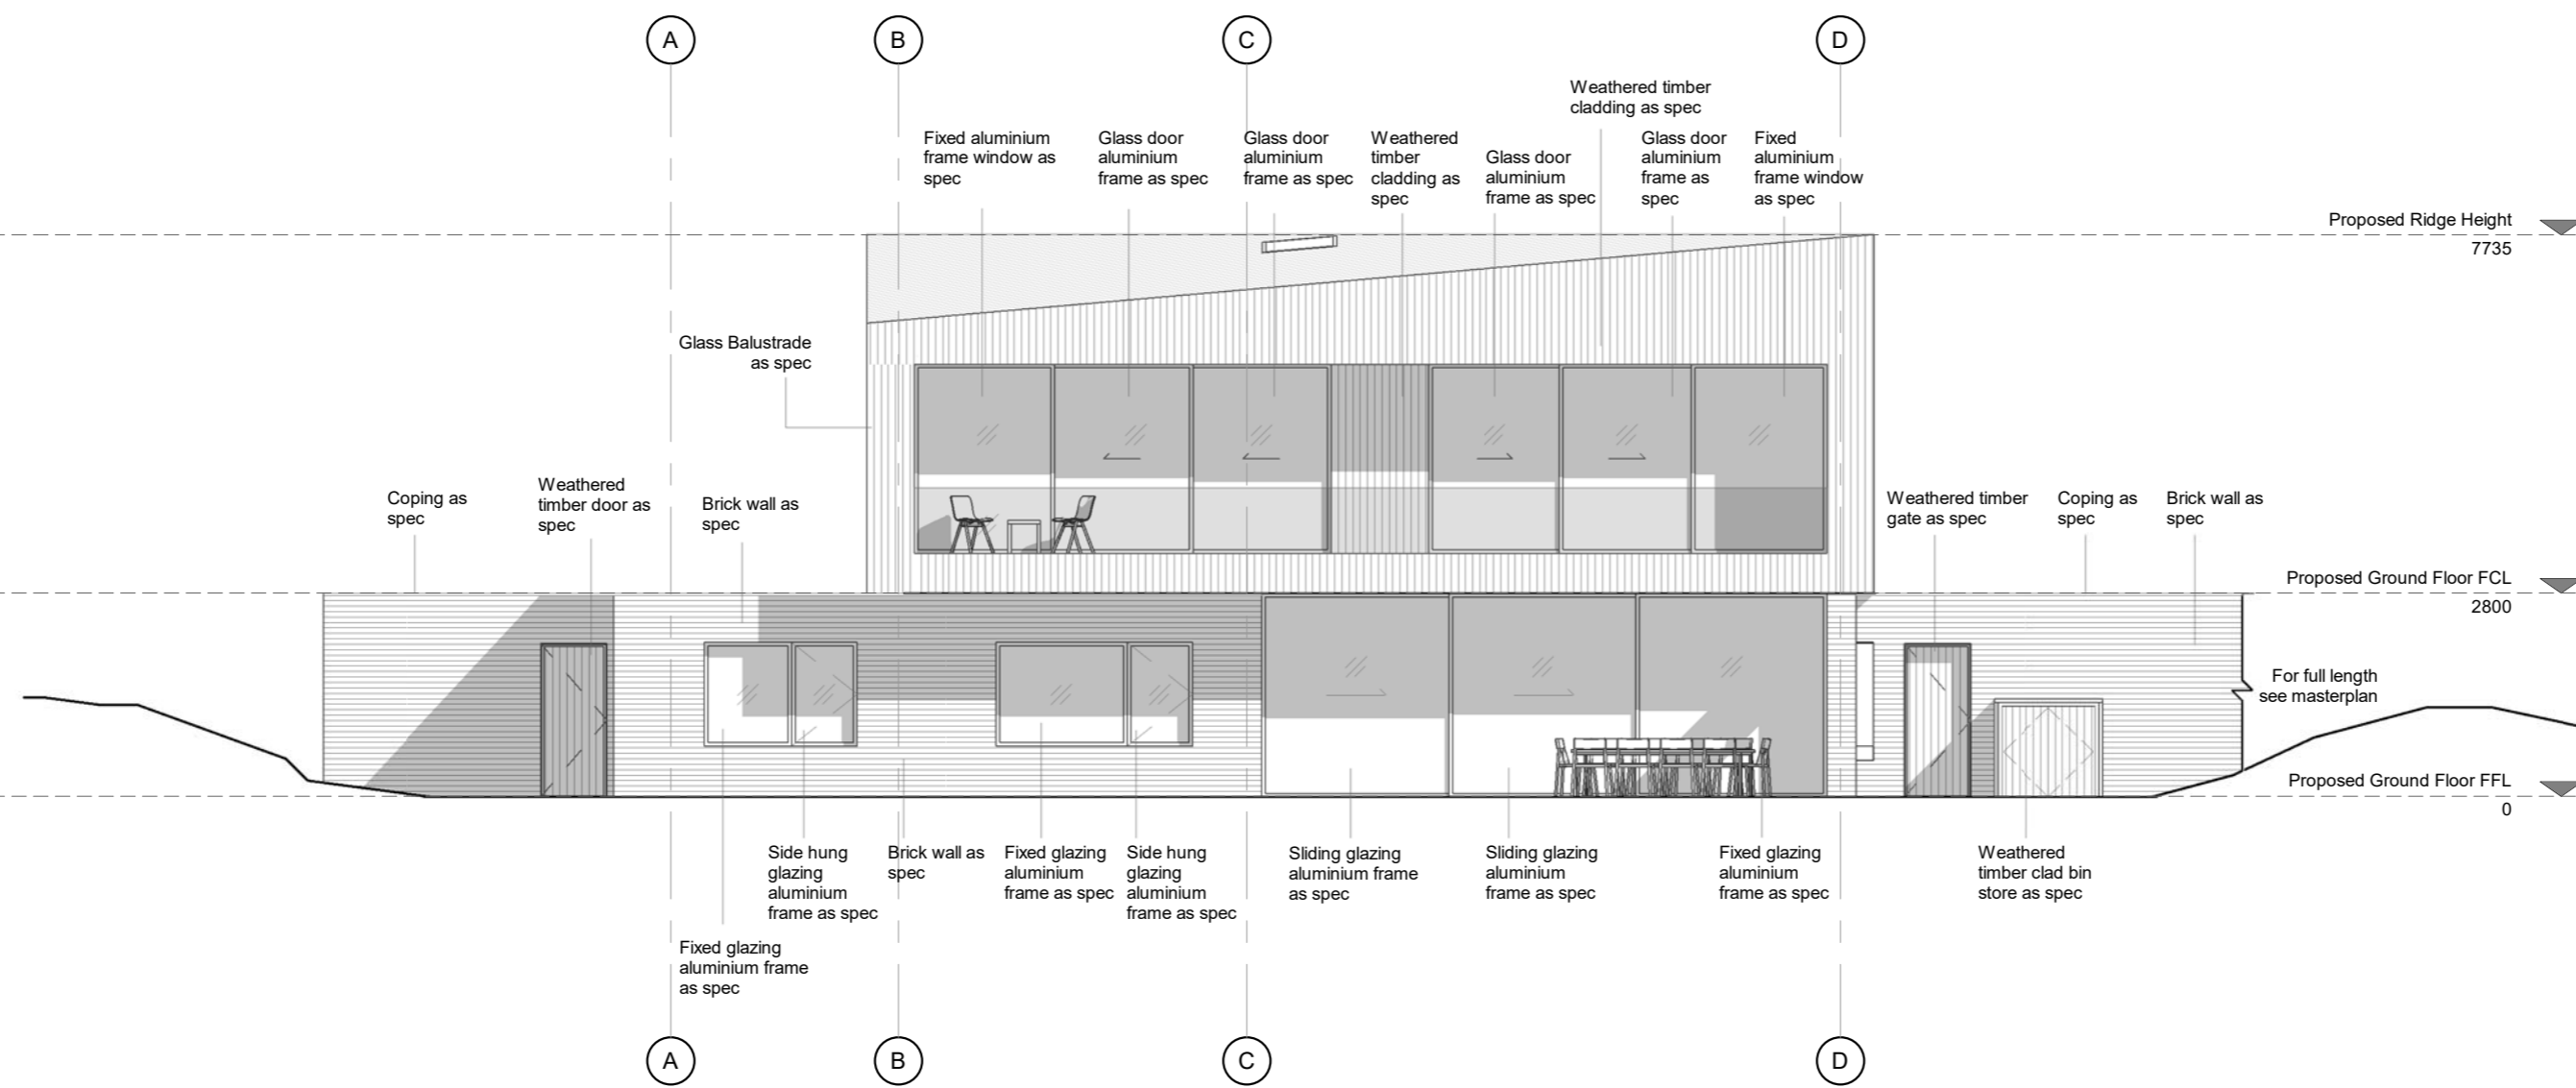 A
B
C
D
Weathered timber
cladding as spec
Fixed aluminium
frame window as
spec
Glass door
aluminium
frame as spec
Glass door
aluminium
frame as spec
Weathered
timber
cladding as
spec
Glass door
aluminium
frame as spec
Glass door
aluminium
frame as
spec
Fixed
aluminium
frame window
as spec
Proposed Ridge Height
7735
Glass Balustrade
as spec
Coping as
spec
Weathered
timber door as
spec
Brick wall as
spec
Weathered timber
gate as spec
Coping as
spec
Brick wall as
spec
Proposed Ground Floor FCL
2800
For full length
see masterplan
Proposed Ground Floor FFL
0
Side hung
glazing
aluminium
frame as spec
Brick wall as
spec
Fixed glazing
aluminium
frame as spec
Side hung
glazing
aluminium
frame as spec
Sliding glazing
aluminium frame
as spec
Sliding glazing
aluminium
frame as spec
Fixed glazing
aluminium
frame as spec
Weathered
timber clad bin
store as spec
Fixed glazing
aluminium frame
as spec
A
B
C
D